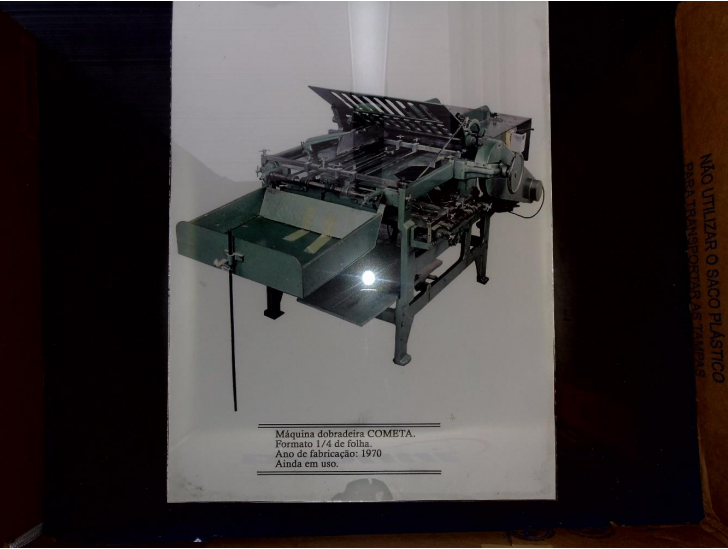 Máquina dobradeira COMETA.
Formato 1/4 de folha.
Ano de fabricação: 1970
Ainda em uso.
NÃO UTILIZAR O SACO PLÁSTICO
PARA TRANSPORTAR AS TAMPAS